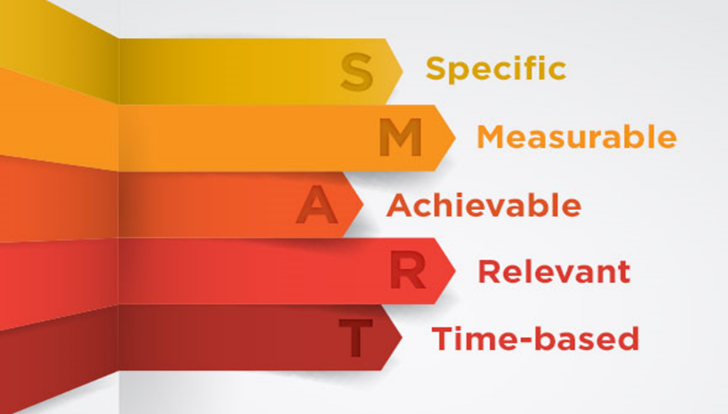 S Specific
M Measurable
A Achievable
R Relevant
T Time-based